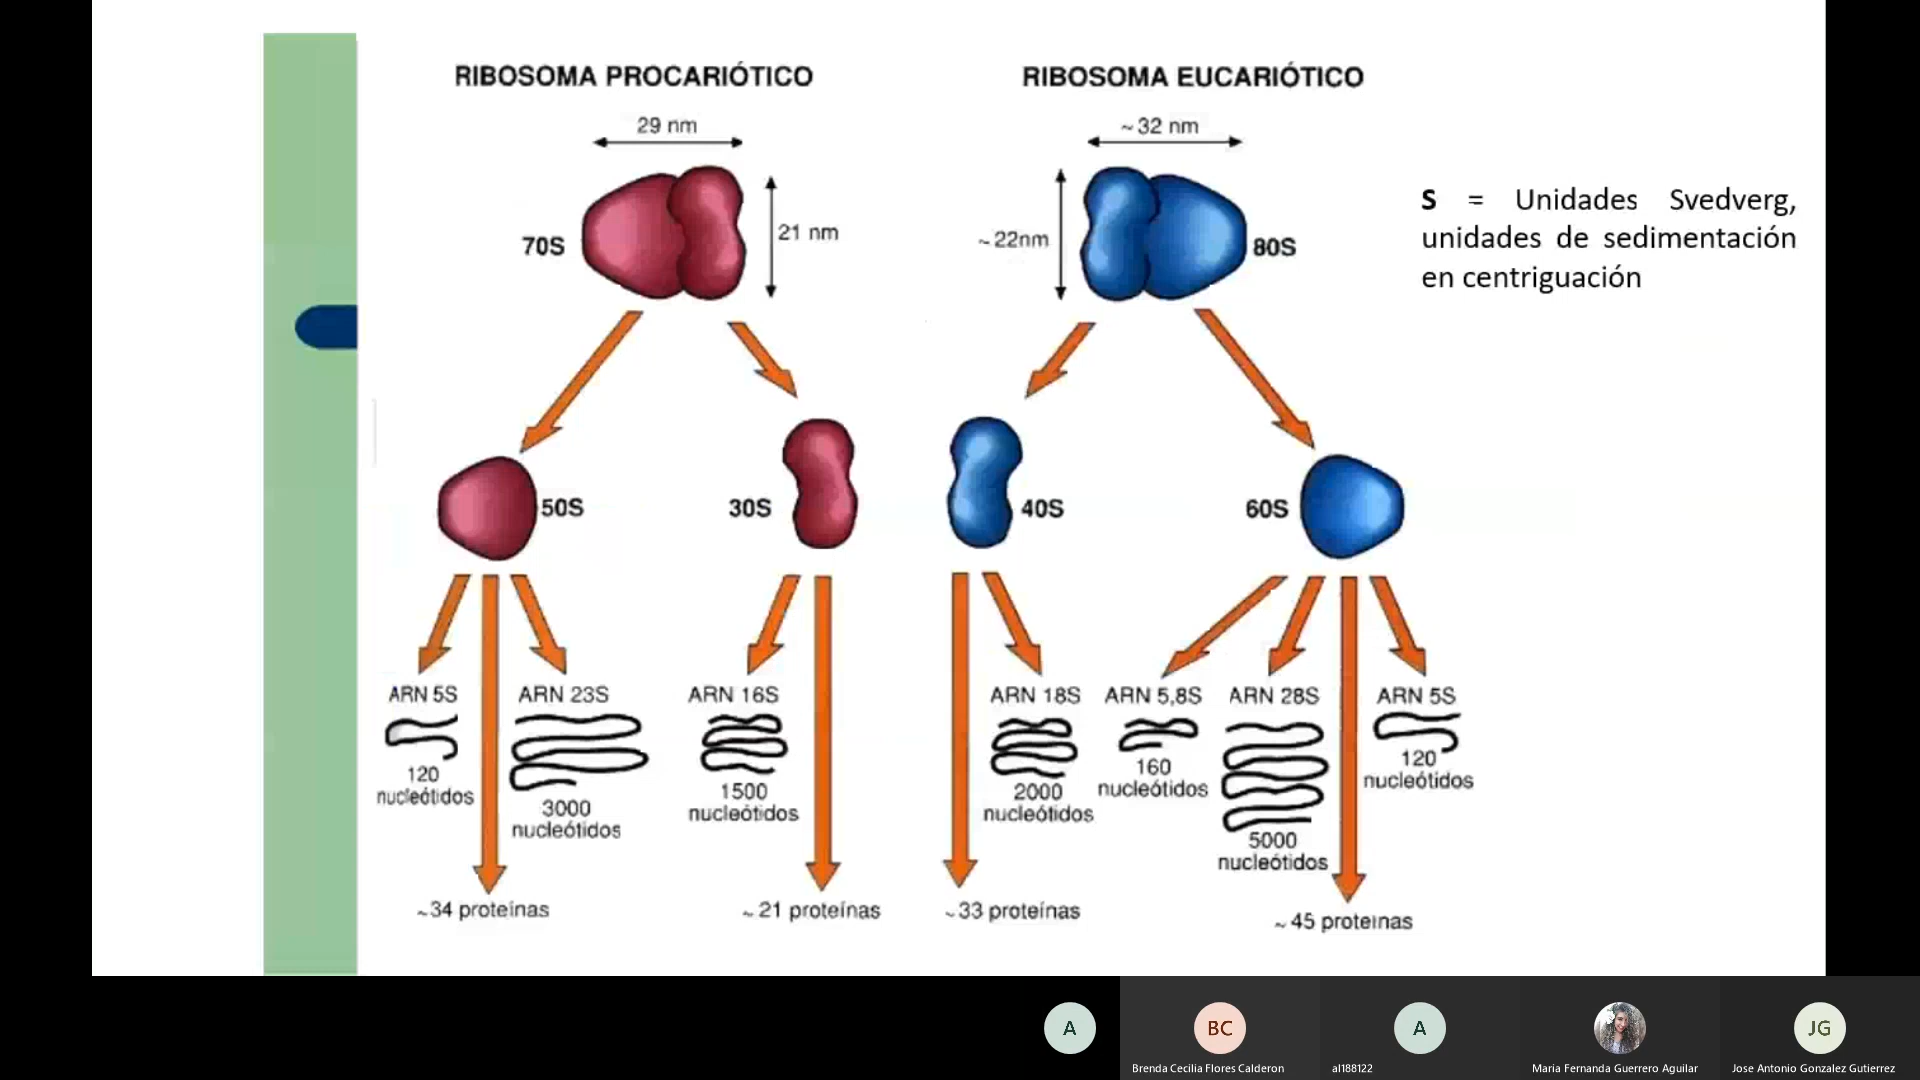 RIBOSOMA PROCARIÓTICO
RIBOSOMA EUCARIÓTICO
29 nm
~32 nm
S = Unidades Svedverg,
unidades de sedimentación
en centriguación
70S
21 nm
~22nm
80S
50S
30S
40S
60S
ARN 5S
ARN 23S
ARN 16S
ARN 18S
ARN 5,8S
ARN 28S
ARN 5S
120
nucleótidos
3000
nucleótidos
1500
nucleótidos
2000
nucleótidos
160
nucleótidos
5000
nucleótidos
120
nucleótidos
~34 proteínas
~21 proteínas
~33 proteínas
~45 proteínas
A
BC
A
JG
Brenda Cecilia Flores Calderon
al188122
Maria Fernanda Guerrero Aguilar
Jose Antonio Gonzalez Gutierrez